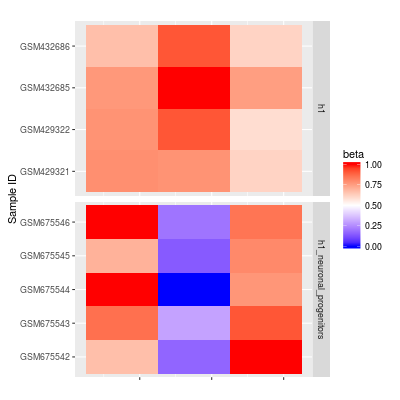 GSM432686
GSM432685
GSM429322
GSM429321
h1
GSM675546
GSM675545
GSM675544
GSM675543
GSM675542
h1_neuronal_progenitors
Sample ID
beta
1.00
0.75
0.50
0.25
0.00